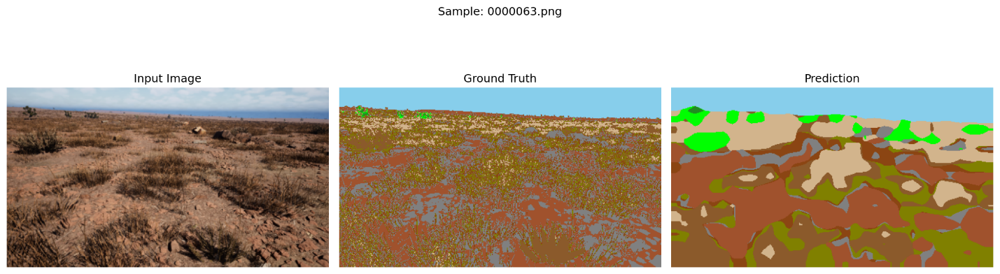 Sample: 0000063.png
Input Image
Ground Truth
Prediction